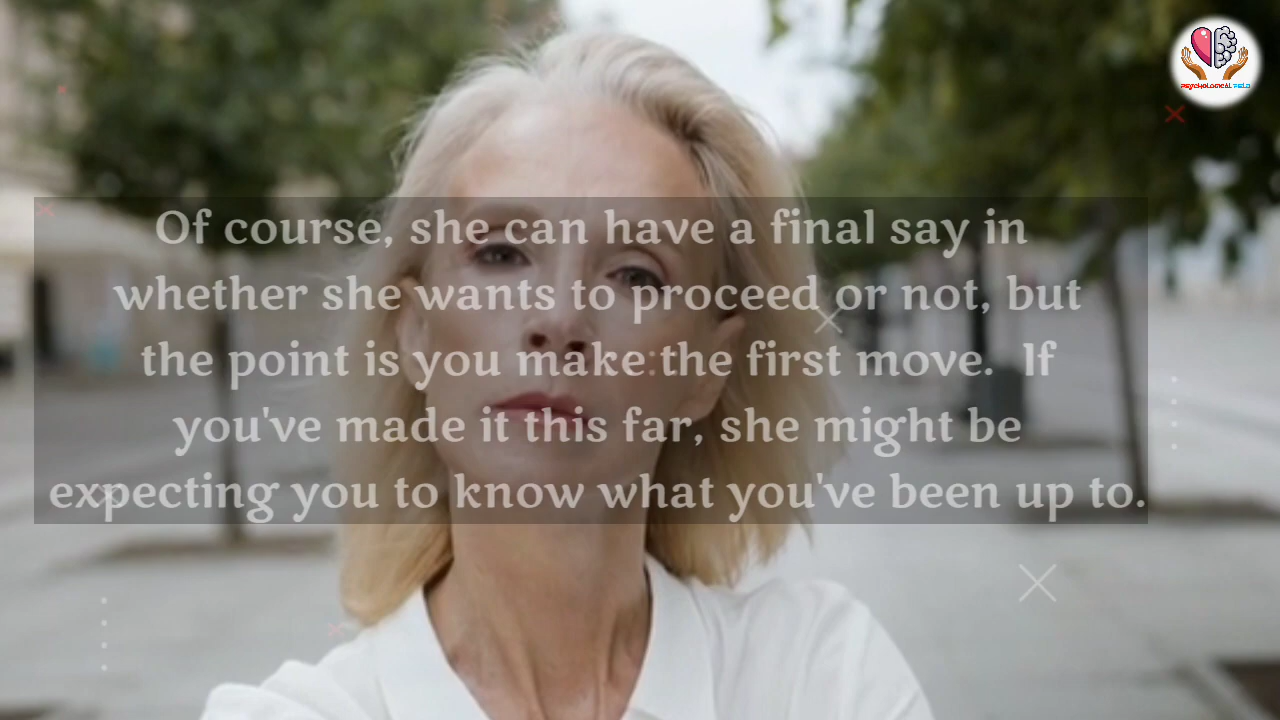 PSYCHOLOGICAL FIELD
Of course, she can have a final say in
whether she wants to proceed or not, but
the point is you make the first move. If
you've made it this far, she might be
expecting you to know what you've been up to.